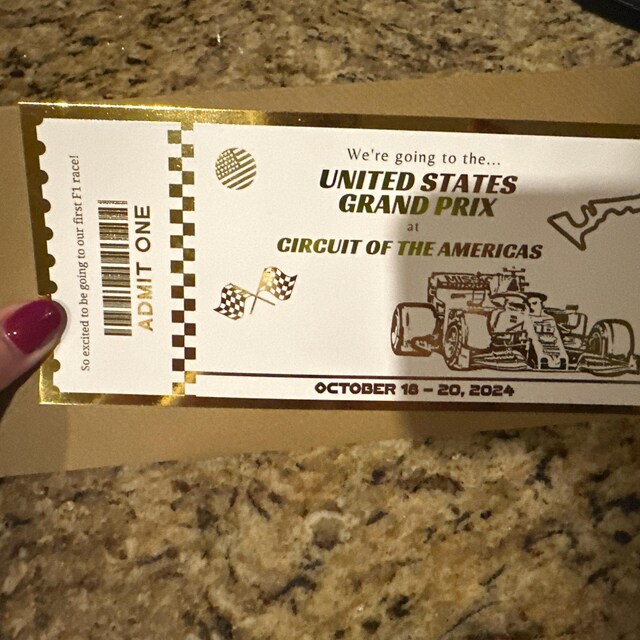 So excited to be going to our first F1 race!
ADMIT ONE
We're going to the...
UNITED STATES
GRAND PRIX
at
CIRCUIT OF THE AMERICAS
OCTOBER 18 - 20, 2024